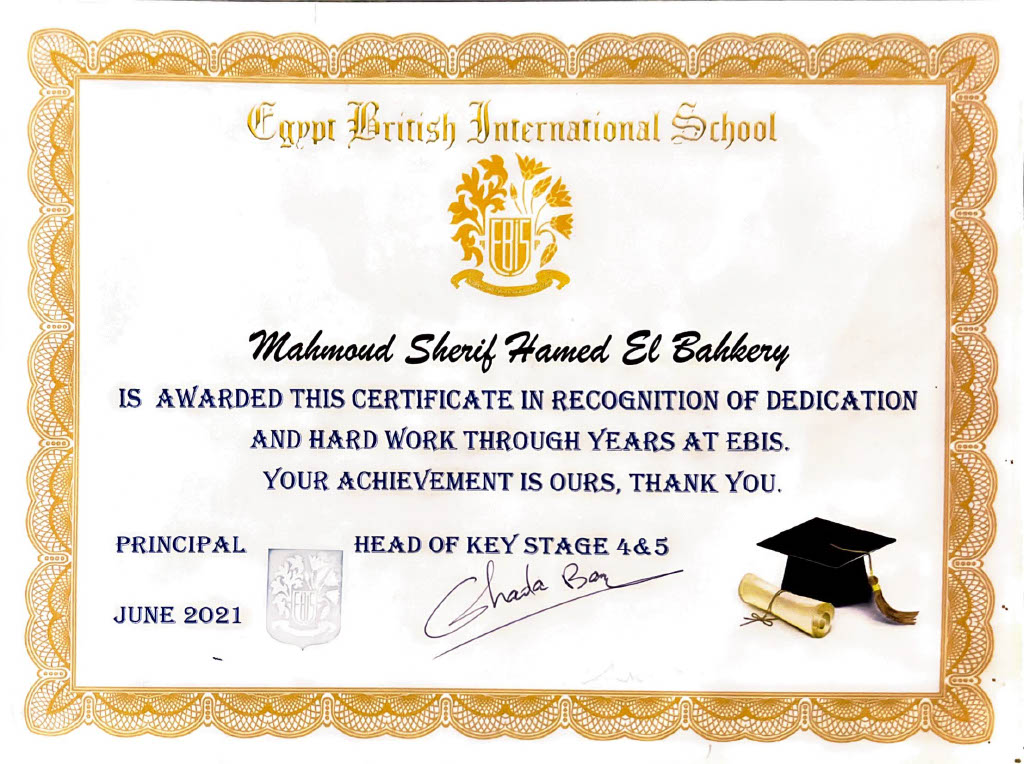 Egypt British International School
EBIS
Mahmoud Sherif Hamed El Bahkery
IS AWARDED THIS CERTIFICATE IN RECOGNITION OF DEDICATION
AND HARD WORK THROUGH YEARS AT EBIS.
YOUR ACHIEVEMENT IS OURS, THANK YOU.
PRINCIPAL
HEAD OF KEY STAGE 4&5
Ghada
EBIS
JUNE 2021